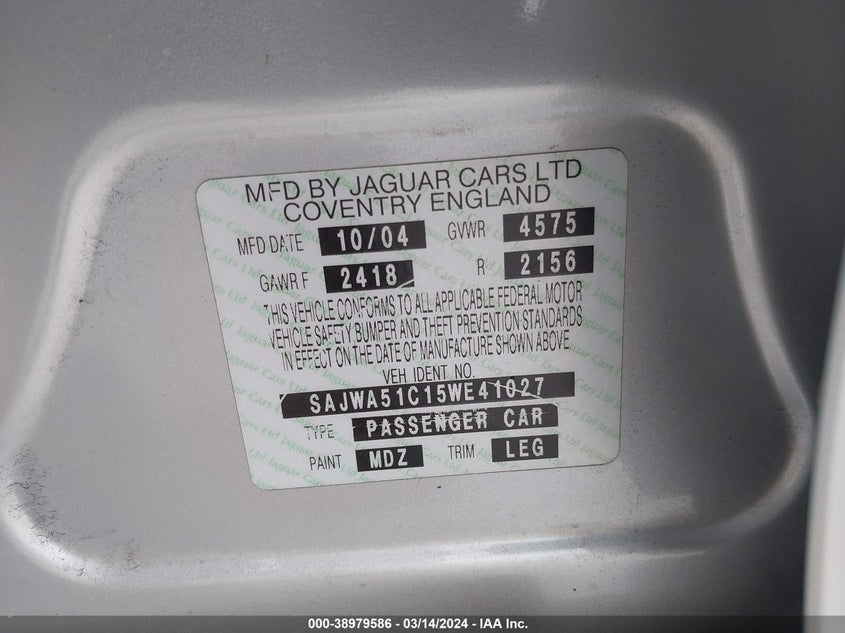 MFD BY JAGUAR CARS LTD
COVENTRY ENGLAND
MFD DATE 10/04 GVWR 4575
GAWR F 2418 R 2156
THIS VEHICLE CONFORMS TO ALL APPLICABLE FEDERAL MOTOR
VEHICLE SAFETY BUMPER AND THEFT PREVENTION STANDARDS
IN EFFECT ON THE DATE OF MANUFACTURE SHOWN ABOVE
VEH IDENT NO.
SAJWA51C15WE41027
TYPE PASSENGER CAR
PAINT MDZ TRIM LEG
000-38979586 - 03/14/2024 - IAA Inc.